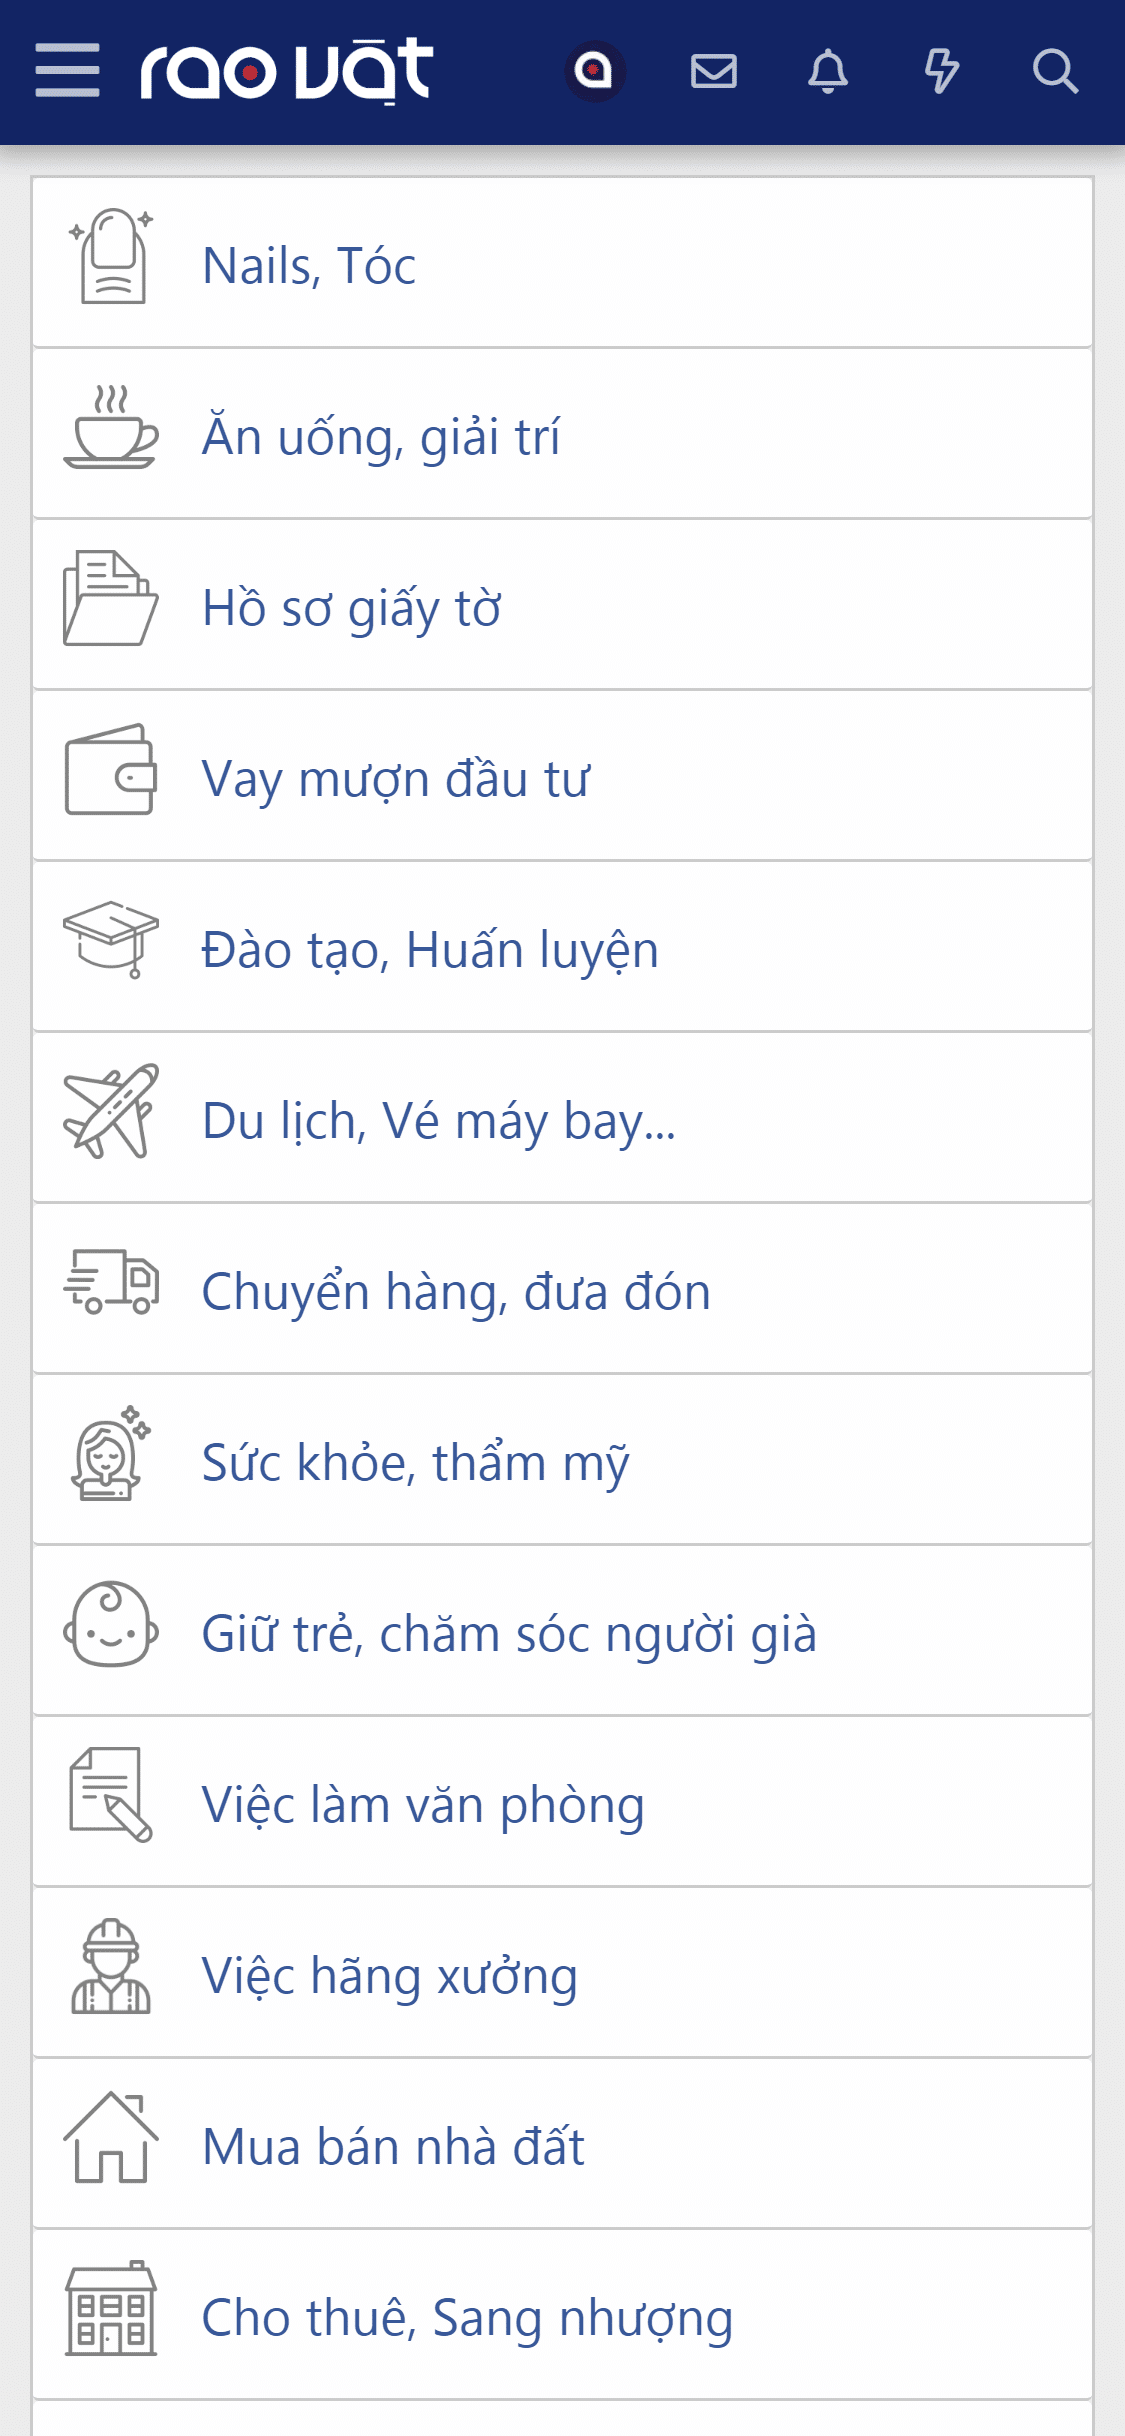 rao vặt
Nails, Tóc
Ăn uống, giải trí
Hồ sơ giấy tờ
Vay mượn đầu tư
Đào tạo, Huấn luyện
Du lịch, Vé máy bay...
Chuyển hàng, đưa đón
Sức khỏe, thẩm mỹ
Giữ trẻ, chăm sóc người già
Việc làm văn phòng
Việc hãng xưởng
Mua bán nhà đất
Cho thuê, Sang nhượng